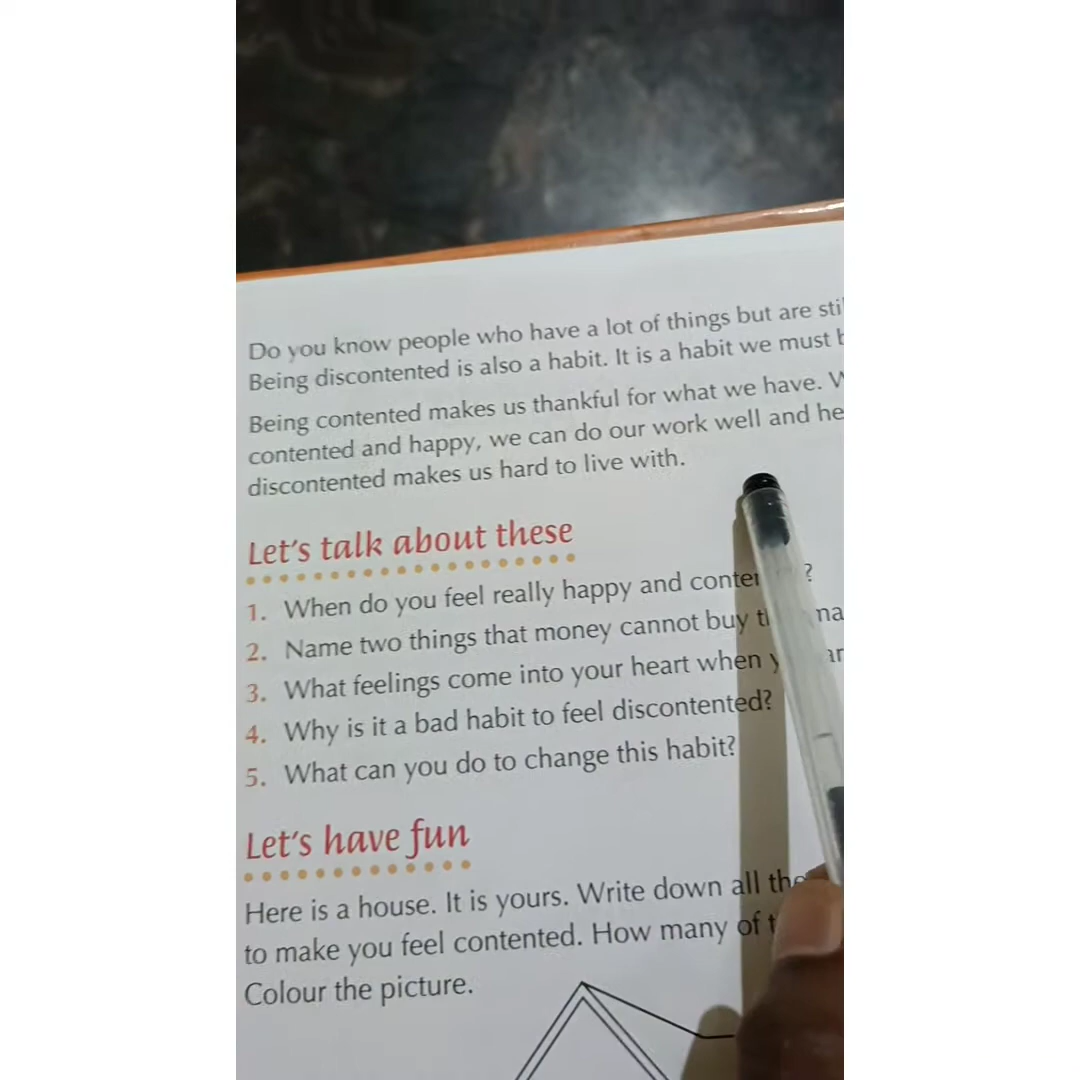 Do you know people who have a lot of things but are
Being discontented is also a habit. It is a habit we must
Being contented makes us thankful for what we have.
contented and happy, we can do our work well and
discontented makes us hard to live with.
Let's talk about these
1. When do you feel really happy and
2. Name two things that money cannot buy
3. What feelings come into your heart when
4. Why is it a bad habit to feel discontented?
5. What can you do to change this habit?
Let's have fun
Here is a house. It is yours. Write down all
to make you feel contented. How many of
Colour the picture.